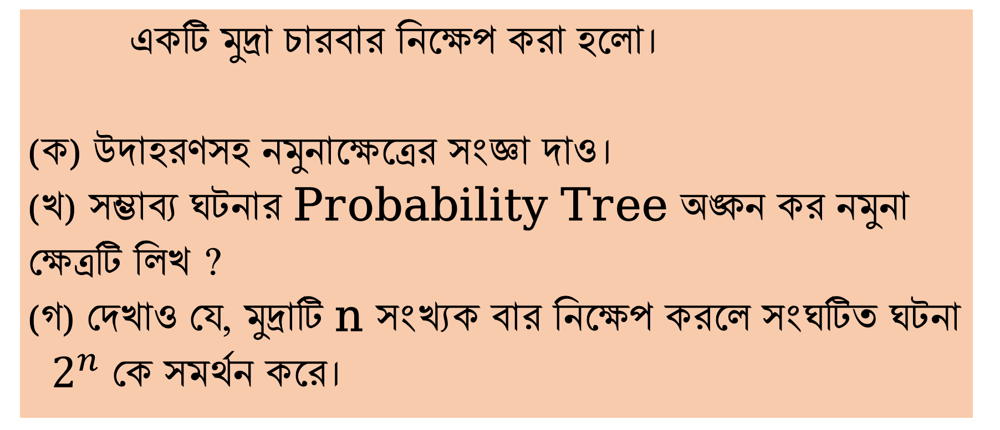 একটি মুদ্রা চারবার নিক্ষেপ করা হলো।
(ক) উদাহরণসহ নমুনাক্ষেত্রের সংজ্ঞা দাও।
(খ) সম্ভাব্য ঘটনার Probability Tree অঙ্কন কর নমুনা
ক্ষেত্রটি লিখ ?
(গ) দেখাও যে, মুদ্রাটি n সংখ্যক বার নিক্ষেপ করলে সংঘটিত ঘটনা
2ⁿ কে সমর্থন করে।